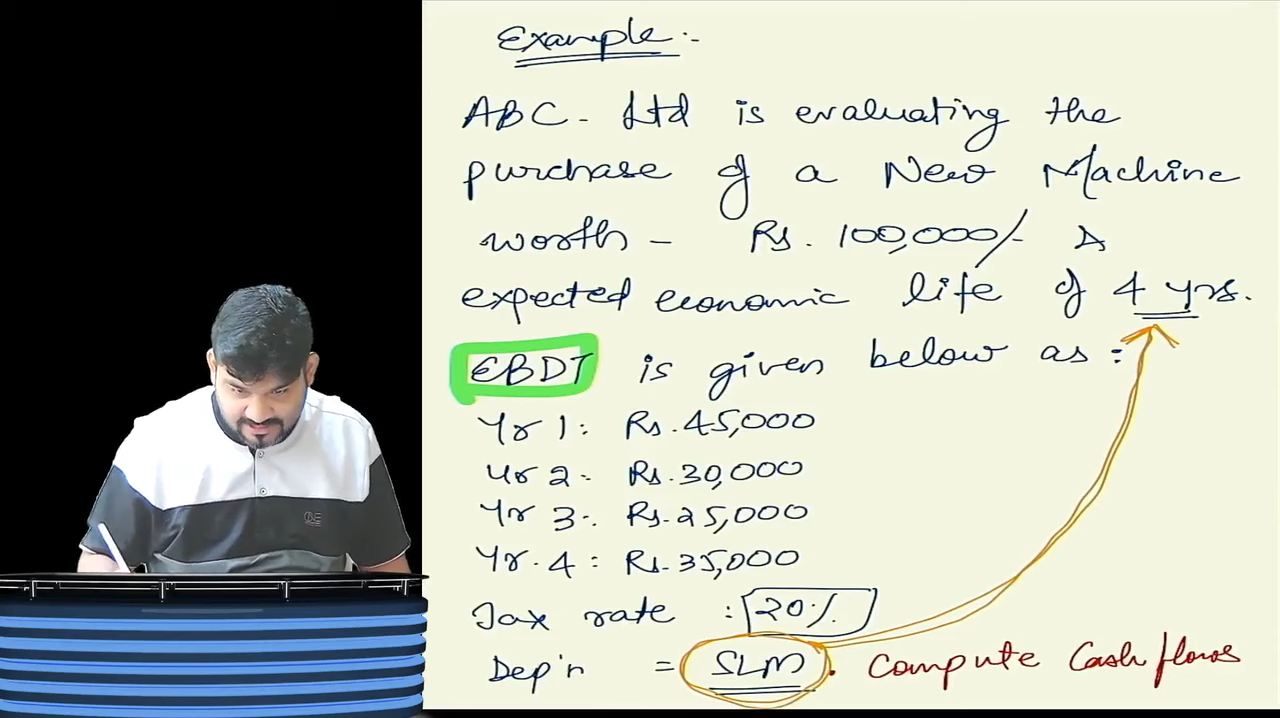 Example:-
ABC- Ltd is evaluating the
purchase of a New Machine
worth - Rs. 100,000/- &
expected economic life of 4 yrs.
EBDT is given below as:
Yr 1: Rs. 45,000
Yr 2: Rs. 30,000
Yr 3: Rs. 25,000
Yr. 4: Rs. 35,000
Tax rate : 20%
Dep'n = SLM. Compute Cash flows